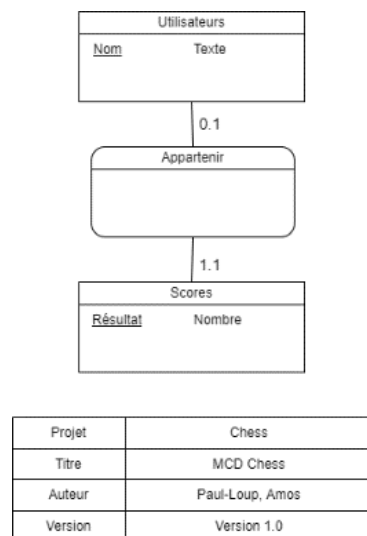 Utilisateurs
Nom Texte
0.1
Appartenir
1.1
Scores
Résultat Nombre
Projet Chess
Titre MCD Chess
Auteur Paul-Loup, Amos
Version Version 1.0